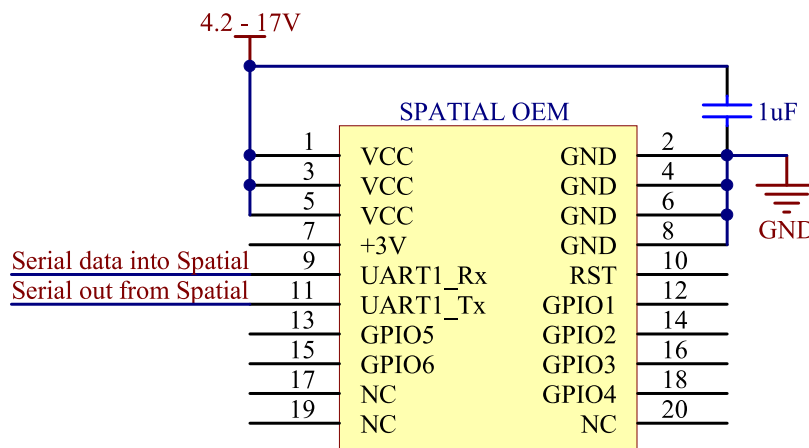 4.2 - 17V
SPATIAL OEM
1uF
1 VCC GND 2
3 VCC GND 4
5 VCC GND 6
7 +3V GND 8
GND
Serial data into Spatial 9 UART1_Rx RST 10
Serial out from Spatial 11 UART1_Tx GPIO1 12
13 GPIO5 GPIO2 14
15 GPIO6 GPIO3 16
17 NC GPIO4 18
19 NC NC 20